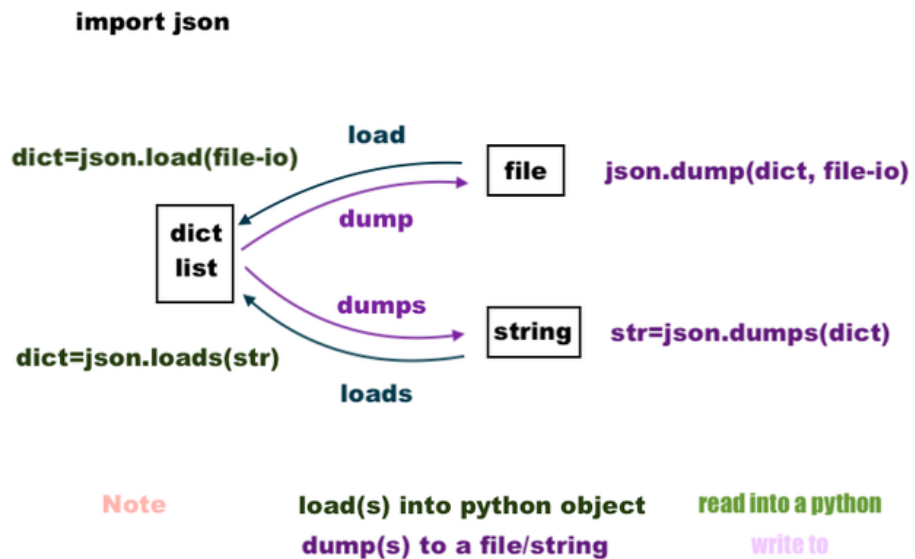 import json
load
dict=json.load(file-io)
file
json.dump(dict, file-io)
dump
dict
list
dumps
string
str=json.dumps(dict)
dict=json.loads(str)
loads
Note
load(s) into python object
read into a python
dump(s) to a file/string
write to